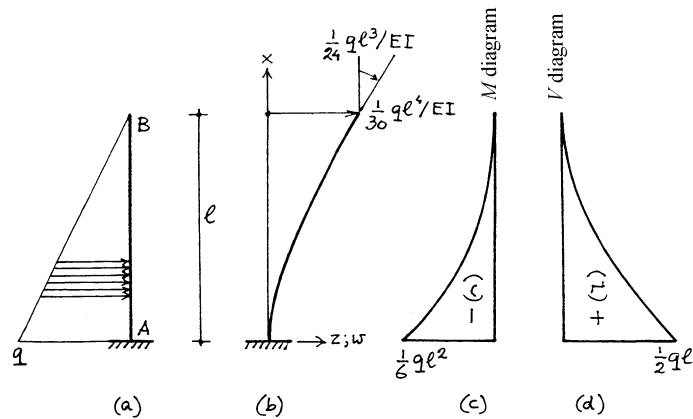 B
A
q
(a)
x
ℓ
1/24 qℓ³/EI
1/30 qℓ⁴/EI
z;w
(b)
M diagram
−
1/6 qℓ²
(c)
V diagram
+
1/2 qℓ
(d)